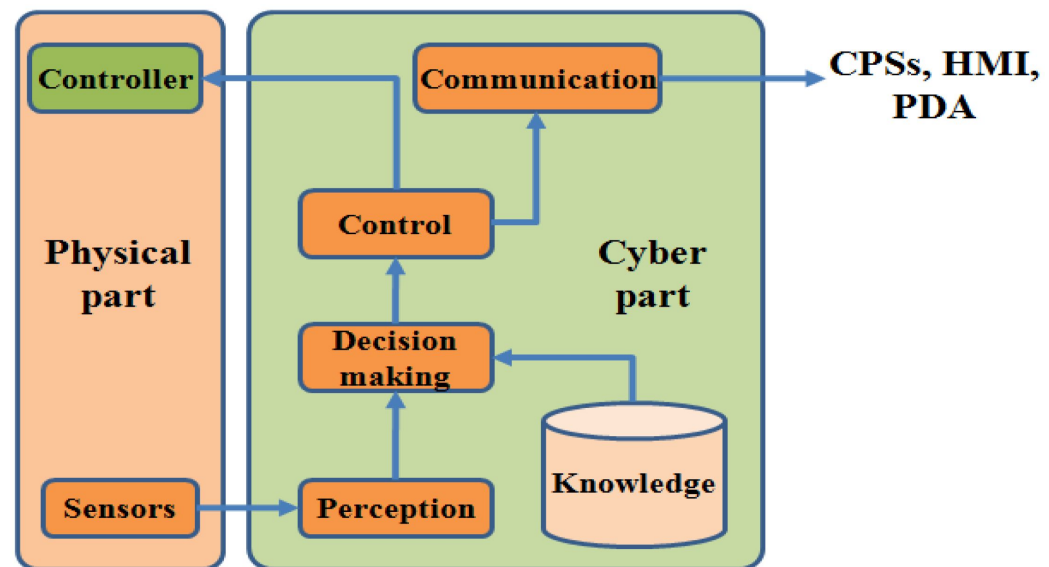 Controller
Communication
CPSs, HMI,
PDA
Control
Physical
part
Cyber
part
Decision
making
Knowledge
Sensors
Perception